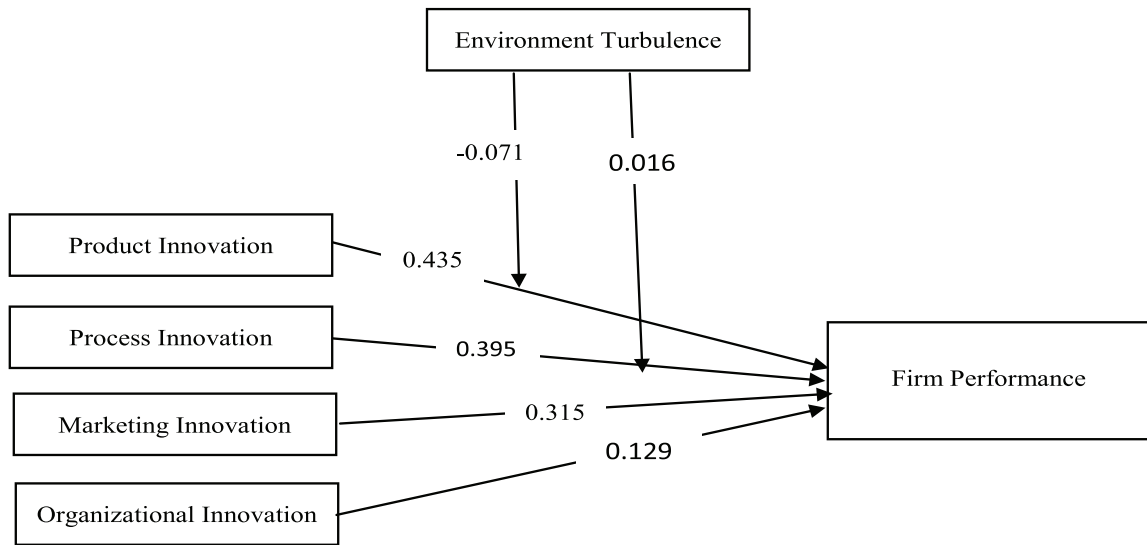 Environment Turbulence
-0.071
0.016
Product Innovation
0.435
Process Innovation
0.395
Firm Performance
Marketing Innovation
0.315
0.129
Organizational Innovation